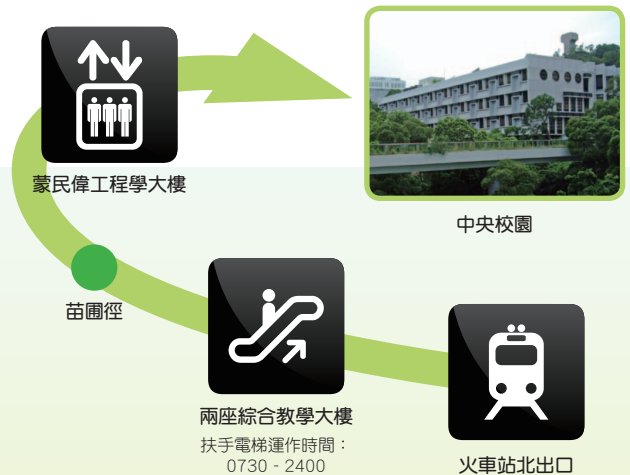 蒙民偉工程學大樓
中央校園
苗圃徑
兩座綜合教學大樓
扶手電梯運作時間：
0730 - 2400
火車站北出口